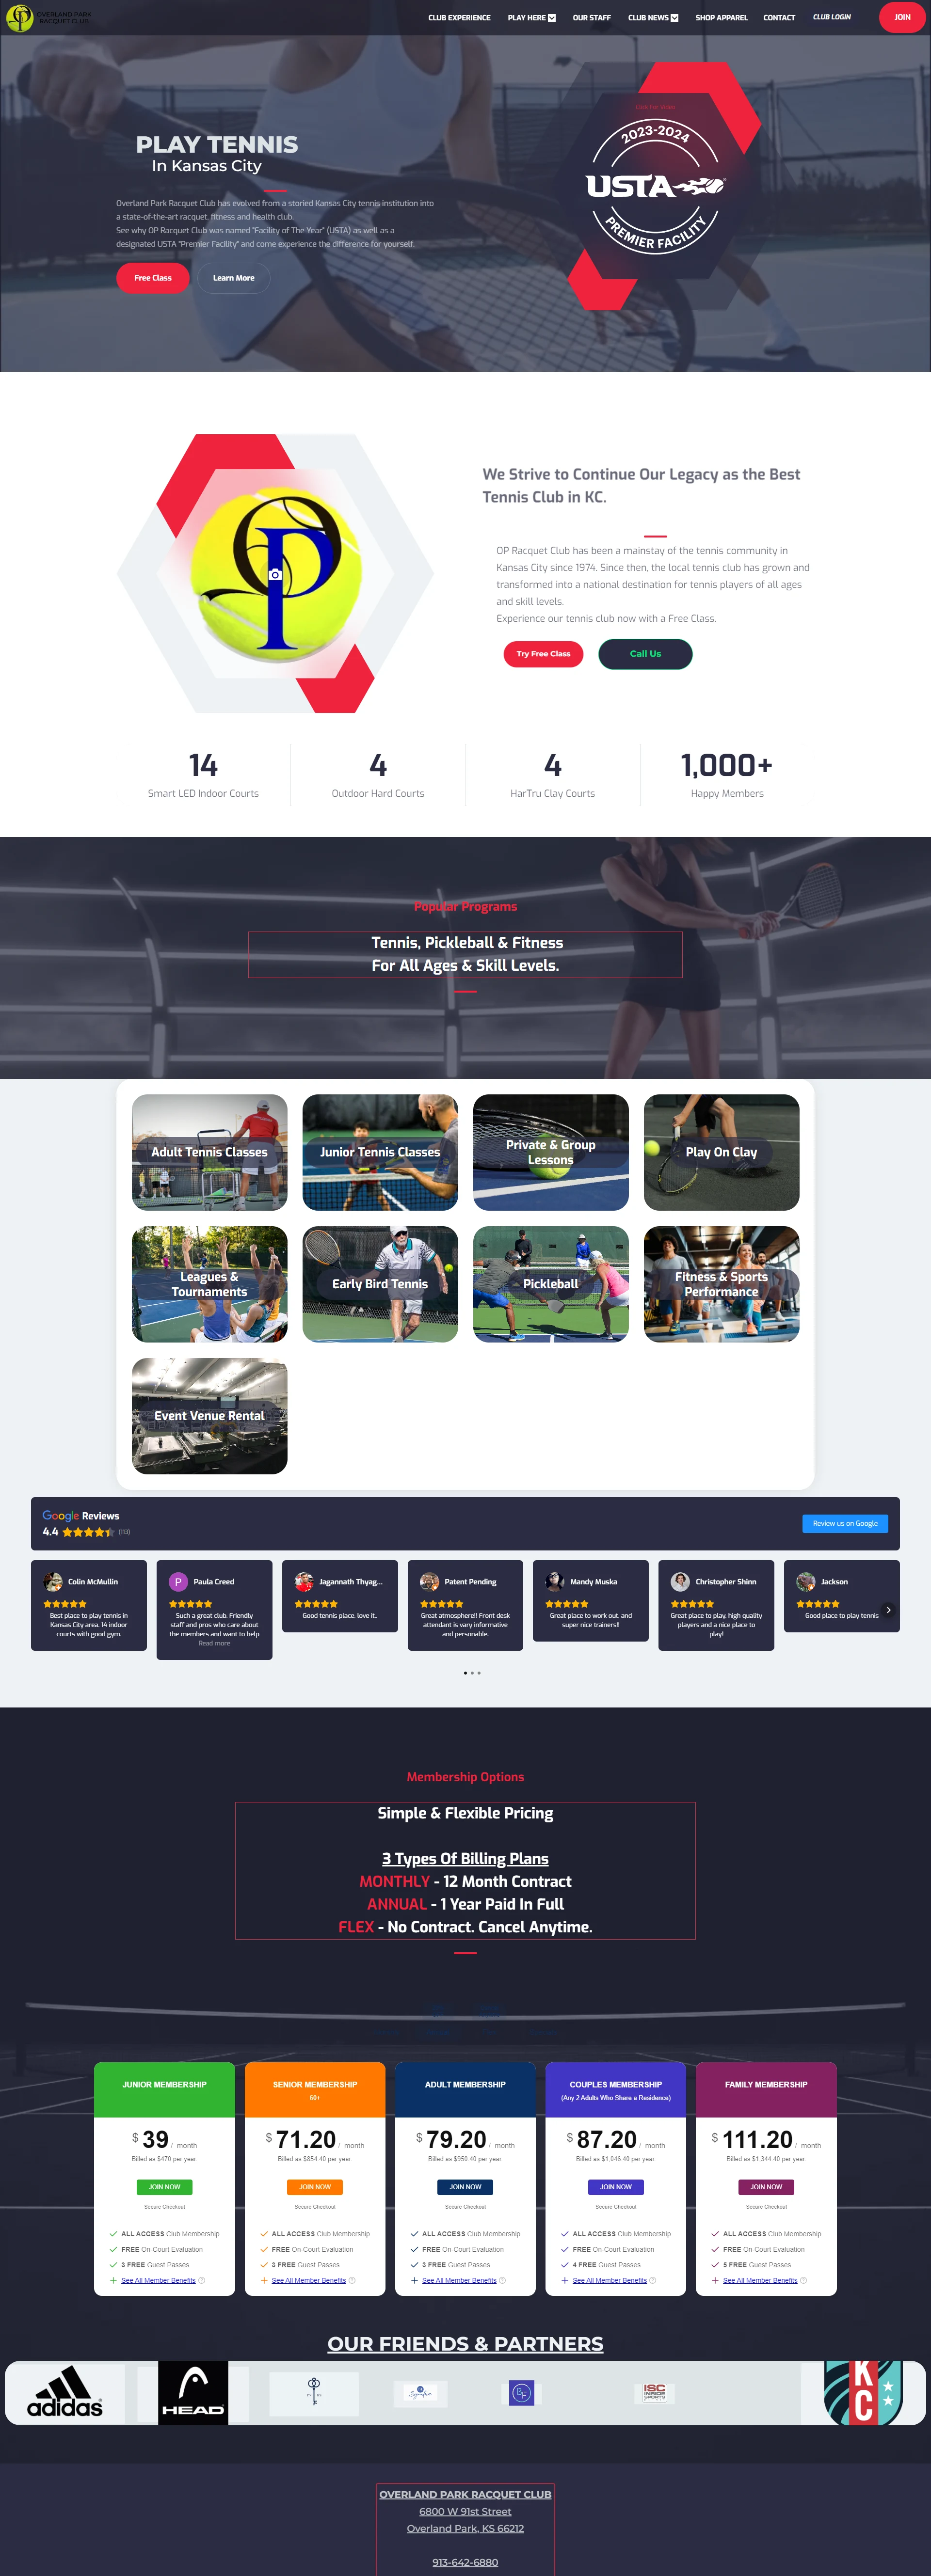 OVERLAND PARK
RACQUET CLUB
CLUB EXPERIENCE
PLAY HERE
OUR STAFF
CLUB NEWS
SHOP APPAREL
CONTACT
CLUB LOGIN
JOIN
PLAY TENNIS
In Kansas City
Overland Park Racquet Club has evolved from a storied Kansas City tennis institution into
a state-of-the-art racquet, fitness and health club.
See why OP Racquet Club was named "Facility of The Year" (USTA) as well as a
designated USTA "Premier Facility" and come experience the difference for yourself.
Free Class
Learn More
Click For Video
2023-2024
USTA
PREMIER FACILITY
OP
We Strive to Continue Our Legacy as the Best
Tennis Club in KC.
OP Racquet Club has been a mainstay of the tennis community in
Kansas City since 1974. Since then, the local tennis club has grown and
transformed into a national destination for tennis players of all ages
and skill levels.
Experience our tennis club now with a Free Class.
Try Free Class
Call Us
14
Smart LED Indoor Courts
4
Outdoor Hard Courts
4
HarTru Clay Courts
1,000+
Happy Members
Popular Programs
Tennis, Pickleball & Fitness
For All Ages & Skill Levels.
Adult Tennis Classes
Junior Tennis Classes
Private & Group
Lessons
Play On Clay
Leagues &
Tournaments
Early Bird Tennis
Pickleball
Fitness & Sports
Performance
Event Venue Rental
Google Reviews
4.4
(113)
Review us on Google
Colin McMullin
Best place to play tennis in
Kansas City area. 14 indoor
courts with good gym.
P
Paula Creed
Such a great club. Friendly
staff and pros who care about
the members and want to help
Read more
Jagannath Thyag...
Good tennis place, love it..
Patent Pending
Great atmosphere!! Front desk
attendant is vary informative
and personable.
Mandy Muska
Great place to work out, and
super nice trainers!!
Christopher Shinn
Great place to play, high quality
players and a nice place to
play!
Jackson
Good place to play tennis
Membership Options
Simple & Flexible Pricing
3 Types Of Billing Plans
MONTHLY - 12 Month Contract
ANNUAL - 1 Year Paid In Full
FLEX - No Contract. Cancel Anytime.
JUNIOR MEMBERSHIP
$ 39 / month
Billed as $470 per year.
JOIN NOW
Secure Checkout
ALL ACCESS Club Membership
FREE On-Court Evaluation
3 FREE Guest Passes
See All Member Benefits
SENIOR MEMBERSHIP
60+
$ 71.20 / month
Billed as $854.40 per year.
JOIN NOW
Secure Checkout
ALL ACCESS Club Membership
FREE On-Court Evaluation
3 FREE Guest Passes
See All Member Benefits
ADULT MEMBERSHIP
$ 79.20 / month
Billed as $950.40 per year.
JOIN NOW
Secure Checkout
ALL ACCESS Club Membership
FREE On-Court Evaluation
3 FREE Guest Passes
See All Member Benefits
COUPLES MEMBERSHIP
(Any 2 Adults Who Share a Residence)
$ 87.20 / month
Billed as $1,046.40 per year.
JOIN NOW
Secure Checkout
ALL ACCESS Club Membership
FREE On-Court Evaluation
4 FREE Guest Passes
See All Member Benefits
FAMILY MEMBERSHIP
$ 111.20 / month
Billed as $1,344.40 per year.
JOIN NOW
Secure Checkout
ALL ACCESS Club Membership
FREE On-Court Evaluation
5 FREE Guest Passes
See All Member Benefits
OUR FRIENDS & PARTNERS
adidas
HEAD
Signature
ISC
INSIDE
SPORTS
KC
OVERLAND PARK RACQUET CLUB
6800 W 91st Street
Overland Park, KS 66212
913-642-6880